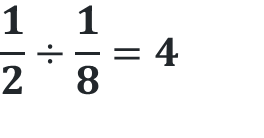 1/2 ÷ 1/8 = 4